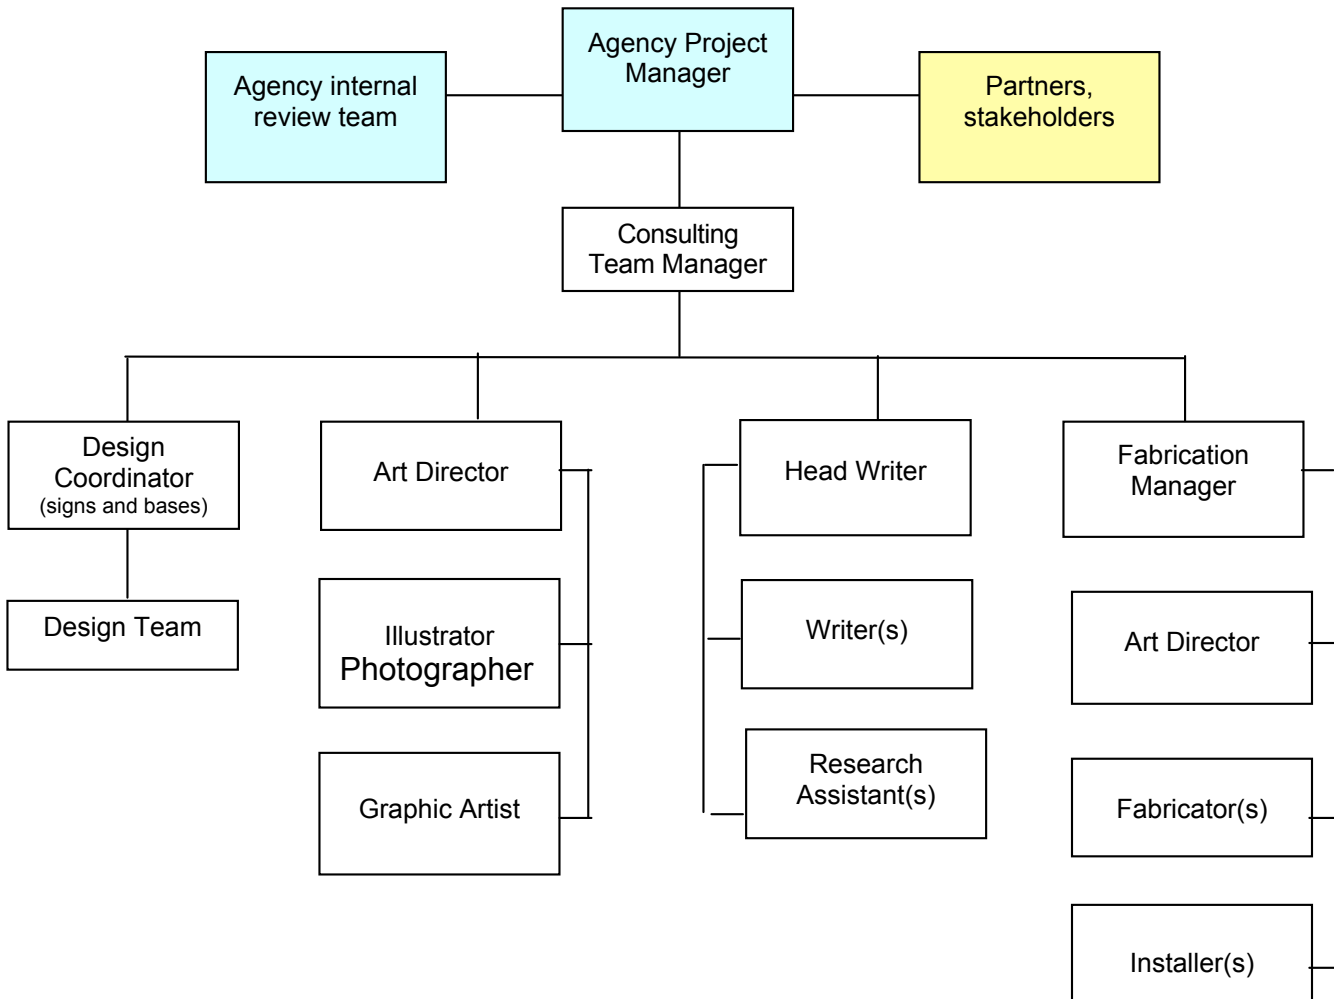 Agency Project
Manager
Agency internal
review team
Partners,
stakeholders
Consulting
Team Manager
Design
Coordinator
(signs and bases)
Art Director
Head Writer
Fabrication
Manager
Design Team
Illustrator
Photographer
Writer(s)
Art Director
Graphic Artist
Research
Assistant(s)
Fabricator(s)
Installer(s)